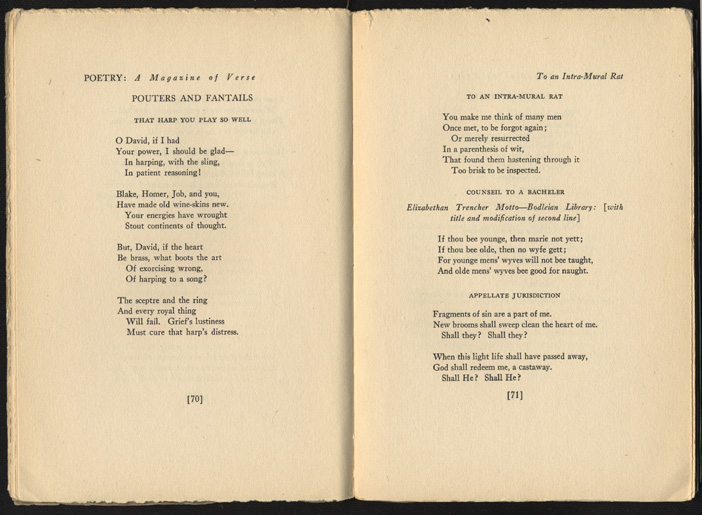 POETRY: A Magazine of Verse
POUTERS AND FANTAILS
THAT HARP YOU PLAY SO WELL
O David, if I had
Your power, I should be glad—
In harping, with the sling,
In patient reasoning!
Blake, Homer, Job, and you,
Have made old wine-skins new.
Your energies have wrought
Stout continents of thought.
But, David, if the heart
Be brass, what boots the art
Of exorcising wrong,
Of harping to a song?
The sceptre and the ring
And every royal thing
Will fail. Grief's lustiness
Must cure that harp's distress.
[70]
To an Intra-Mural Rat
TO AN INTRA-MURAL RAT
You make me think of many men
Once met, to be forgot again;
Or merely resurrected
In a parenthesis of wit,
That found them hastening through it
Too brisk to be inspected.
COUNSEIL TO A BACHELER
Elizabethan Trencher Motto—Bodleian Library: [with
title and modification of second line]
If thou bee younge, then marie not yett;
If thou bee olde, then no wyfe gett;
For younge mens' wyves will not bee taught,
And olde mens' wyves bee good for naught.
APPELLATE JURISDICTION
Fragments of sin are a part of me.
New brooms shall sweep clean the heart of me.
Shall they? Shall they?
When this light life shall have passed away,
God shall redeem me, a castaway.
Shall He? Shall He?
[71]